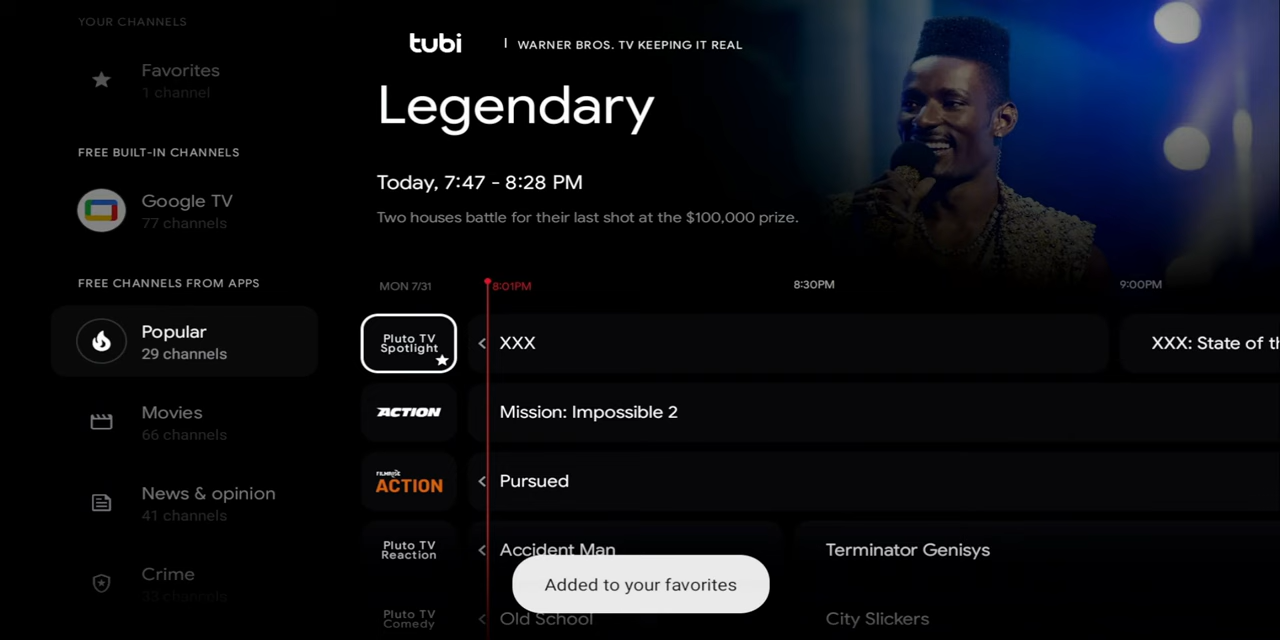 YOUR CHANNELS
Favorites
1 channel
FREE BUILT-IN CHANNELS
Google TV
77 channels
FREE CHANNELS FROM APPS
Popular
29 channels
Movies
66 channels
News & opinion
41 channels
Crime
33 channels
tubi
WARNER BROS. TV KEEPING IT REAL
Legendary
Today, 7:47 - 8:28 PM
Two houses battle for their last shot at the $100,000 prize.
MON 7/31 8:01PM 8:30PM 9:00PM
Pluto TV
Spotlight
< XXX
XXX: State of th
ACTION
Mission: Impossible 2
FILMRISE
ACTION
< Pursued
Pluto TV
Reaction
< Accident Man
Terminator Genisys
Pluto TV
Comedy
< Old School
City Slickers
Added to your favorites